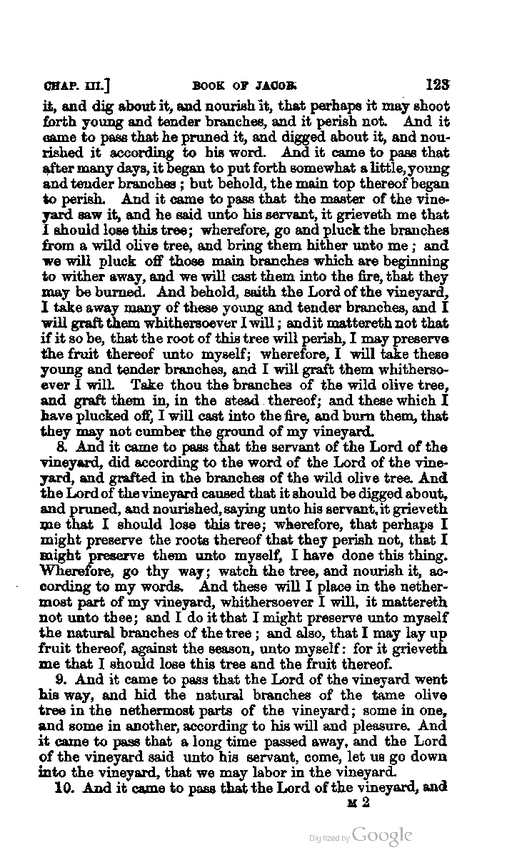 CHAP. III.] BOOK OF JACOB. 123
it, and dig about it, and nourish it, that perhaps it may shoot
forth young and tender branches, and it perish not. And it
came to pass that he pruned it, and digged about it, and nou-
rished it according to his word. And it came to pass that
after many days, it began to put forth somewhat a little, young
and tender branches; but behold, the main top thereof began
to perish. And it came to pass that the master of the vine-
yard saw it, and he said unto his servant, it grieveth me that
I should lose this tree; wherefore, go and pluck the branches
from a wild olive tree, and bring them hither unto me; and
we will pluck off those main branches which are beginning
to wither away, and we will cast them into the fire, that they
may be burned. And behold, saith the Lord of the vineyard,
I take away many of these young and tender branches, and I
will graft them whithersoever I will; and it mattereth not that
if it so be, that the root of this tree will perish, I may preserve
the fruit thereof unto myself; wherefore, I will take these
young and tender branches, and I will graft them whitherso-
ever I will. Take thou the branches of the wild olive tree,
and graft them in, in the stead thereof; and these which I
have plucked off, I will cast into the fire, and burn them, that
they may not cumber the ground of my vineyard.
8. And it came to pass that the servant of the Lord of the
vineyard, did according to the word of the Lord of the vine-
yard, and grafted in the branches of the wild olive tree. And
the Lord of the vineyard caused that it should be digged about,
and pruned, and nourished, saying unto his servant, it grieveth
me that I should lose this tree; wherefore, that perhaps I
might preserve the roots thereof that they perish not, that I
might preserve them unto myself, I have done this thing.
Wherefore, go thy way; watch the tree, and nourish it, ac-
cording to my words. And these will I place in the nether-
most part of my vineyard, whithersoever I will, it mattereth
not unto thee; and I do it that I might preserve unto myself
the natural branches of the tree; and also, that I may lay up
fruit thereof, against the season, unto myself: for it grieveth
me that I should lose this tree and the fruit thereof.
9. And it came to pass that the Lord of the vineyard went
his way, and hid the natural branches of the tame olive
tree in the nethermost parts of the vineyard; some in one,
and some in another, according to his will and pleasure. And
it came to pass that a long time passed away, and the Lord
of the vineyard said unto his servant, come, let us go down
into the vineyard, that we may labor in the vineyard.
10. And it came to pass that the Lord of the vineyard, and
M 2
Digitized by Google